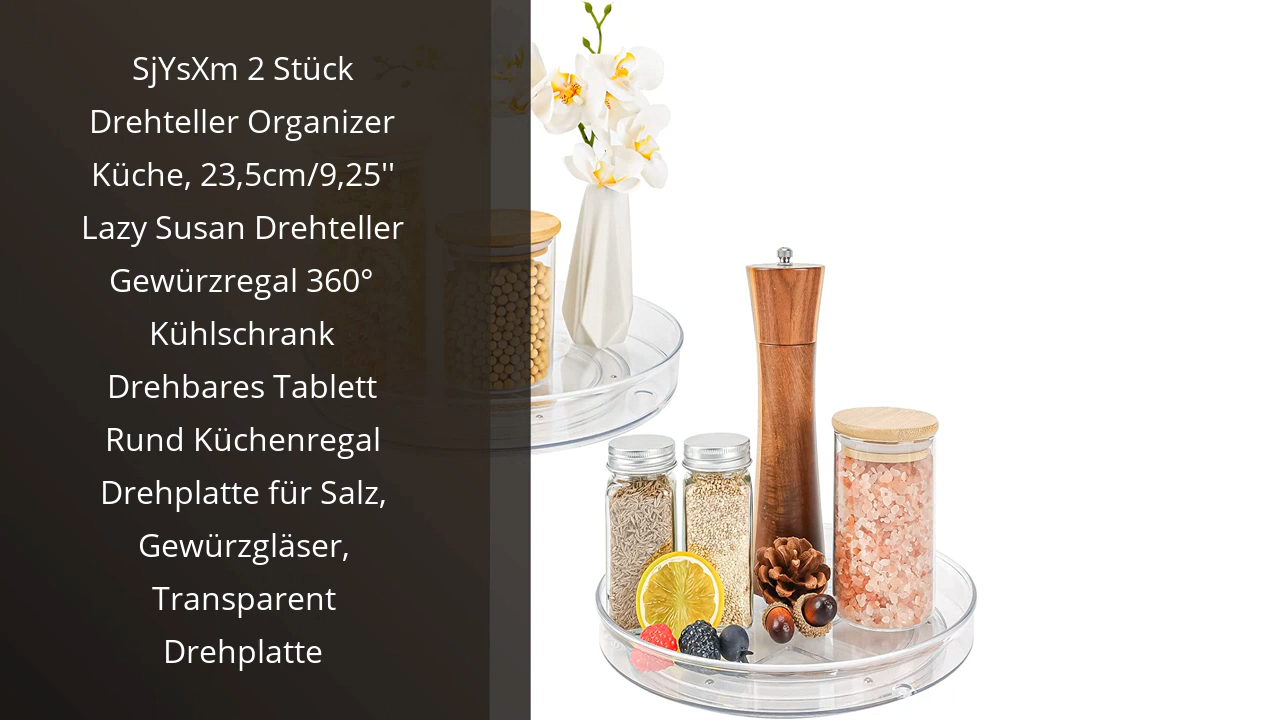 SjYsXm 2 Stück
Drehteller Organizer
Küche, 23,5cm/9,25''
Lazy Susan Drehteller
Gewürzregal 360°
Kühlschrank
Drehbares Tablett
Rund Küchenregal
Drehplatte für Salz,
Gewürzgläser,
Transparent
Drehplatte